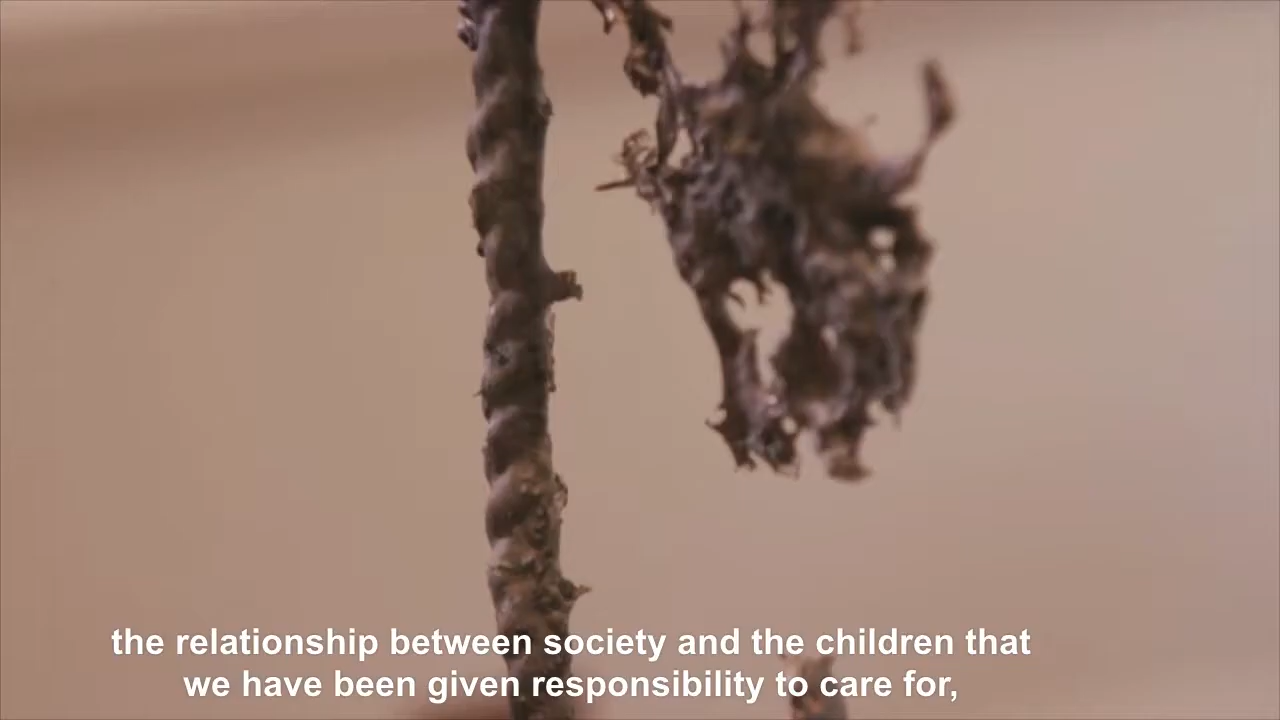 the relationship between society and the children that
we have been given responsibility to care for,